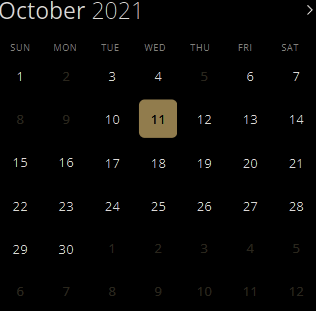 October 2021
SUN MON TUE WED THU FRI SAT
1 2 3 4 5 6 7
8 9 10 11 12 13 14
15 16 17 18 19 20 21
22 23 24 25 26 27 28
29 30 1 2 3 4 5
6 7 8 9 10 11 12